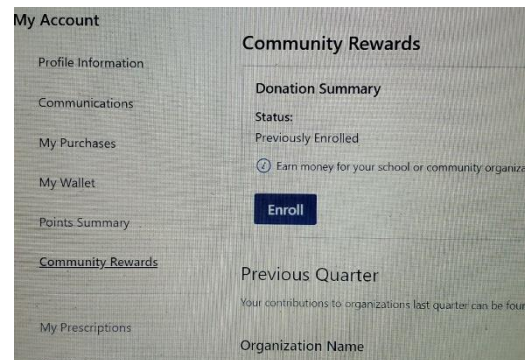 My Account
Profile Information
Communications
My Purchases
My Wallet
Points Summary
Community Rewards
My Prescriptions
Community Rewards
Donation Summary
Status:
Previously Enrolled
Earn money for your school or community
Enroll
Previous Quarter
Your contributions to organizations last quarter can be
Organization Name